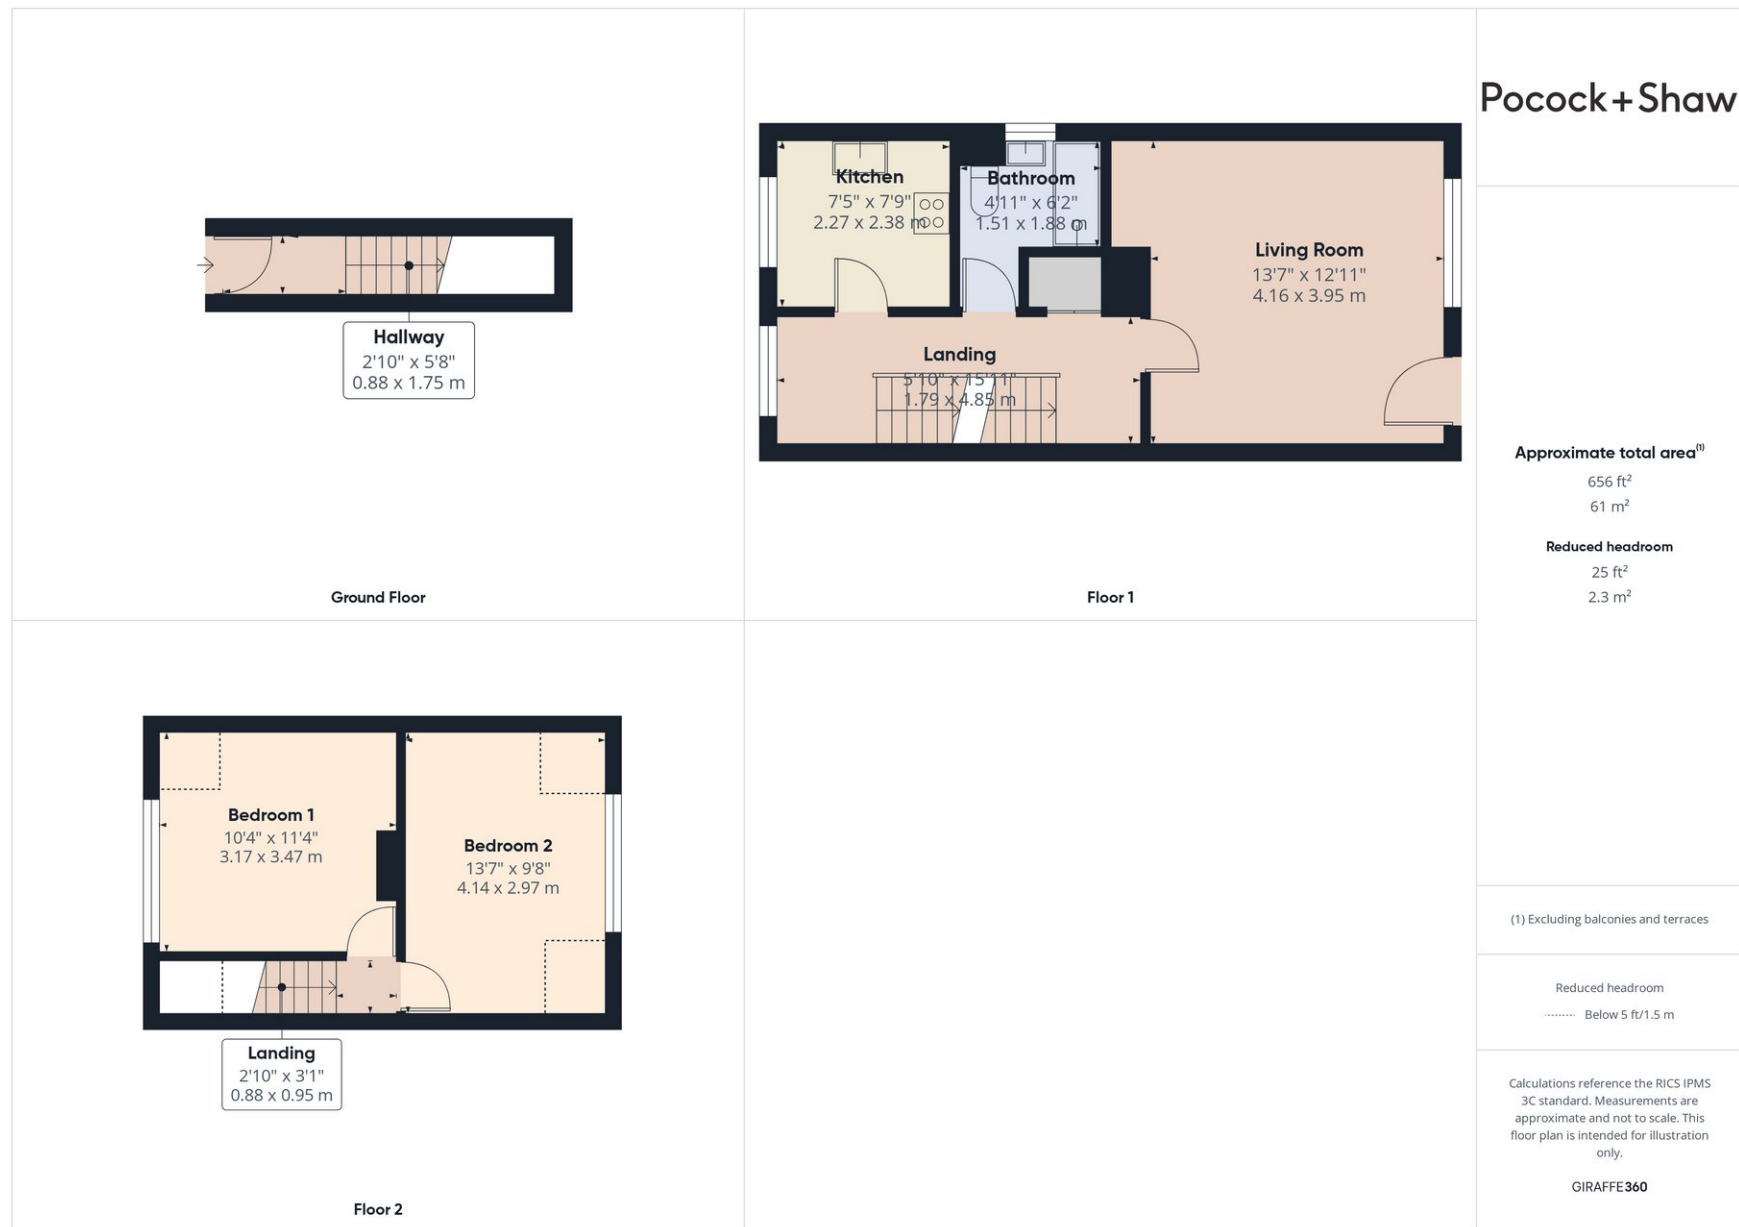 Hallway
2'10" x 5'8"
0.88 x 1.75 m
Ground Floor
Kitchen
7'5" x 7'9"
2.27 x 2.38 m
Bathroom
4'11" x 6'2"
1.51 x 1.88 m
Living Room
13'7" x 12'11"
4.16 x 3.95 m
Landing
5'10" x 15'11"
1.79 x 4.85 m
Floor 1
Bedroom 1
10'4" x 11'4"
3.17 x 3.47 m
Bedroom 2
13'7" x 9'8"
4.14 x 2.97 m
Landing
2'10" x 3'1"
0.88 x 0.95 m
Floor 2
Pocock+Shaw
Approximate total area(1)
656 ft²
61 m²
Reduced headroom
25 ft²
2.3 m²
(1) Excluding balconies and terraces
Reduced headroom
Below 5 ft/1.5 m
Calculations reference the RICS IPMS
3C standard. Measurements are
approximate and not to scale. This
floor plan is intended for illustration
only.
GIRAFFE360